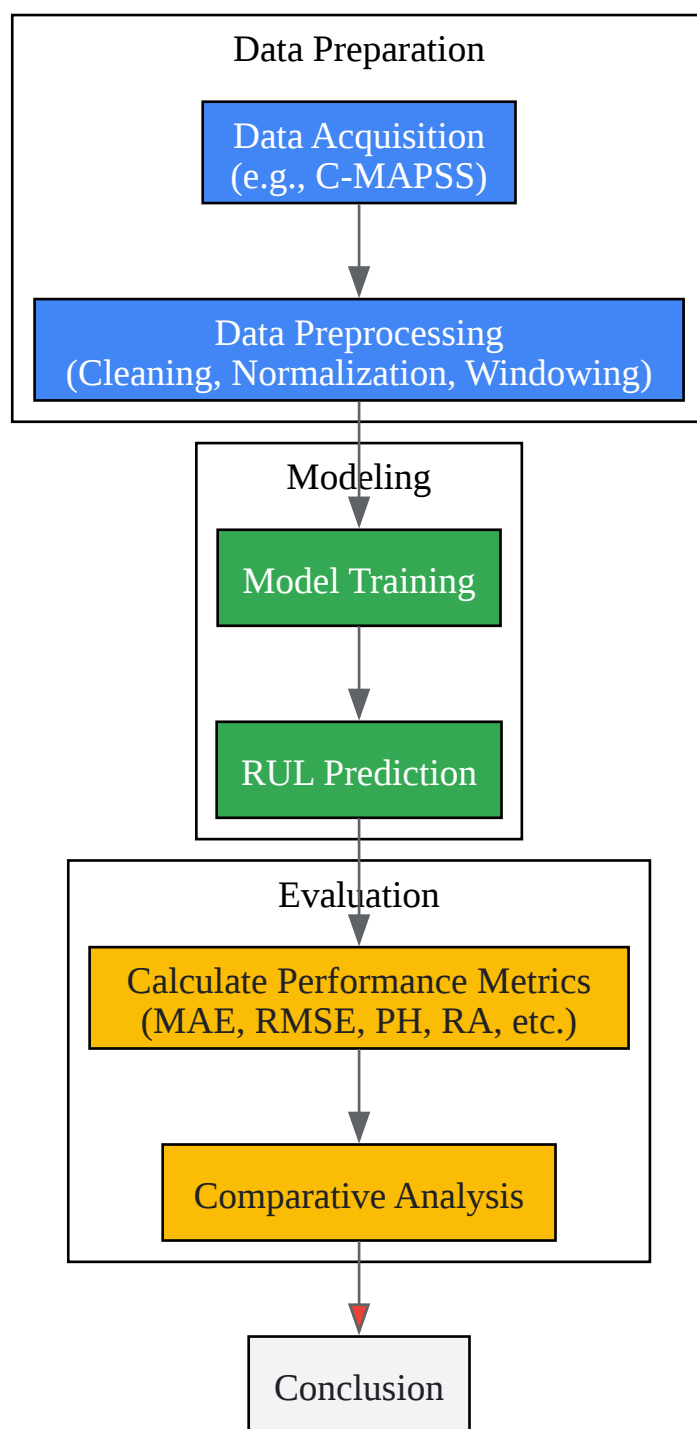 Data Preparation
Data Acquisition
(e.g., C-MAPSS)
Data Preprocessing
(Cleaning, Normalization, Windowing)
Modeling
Model Training
RUL Prediction
Evaluation
Calculate Performance Metrics
(MAE, RMSE, PH, RA, etc.)
Comparative Analysis
Conclusion